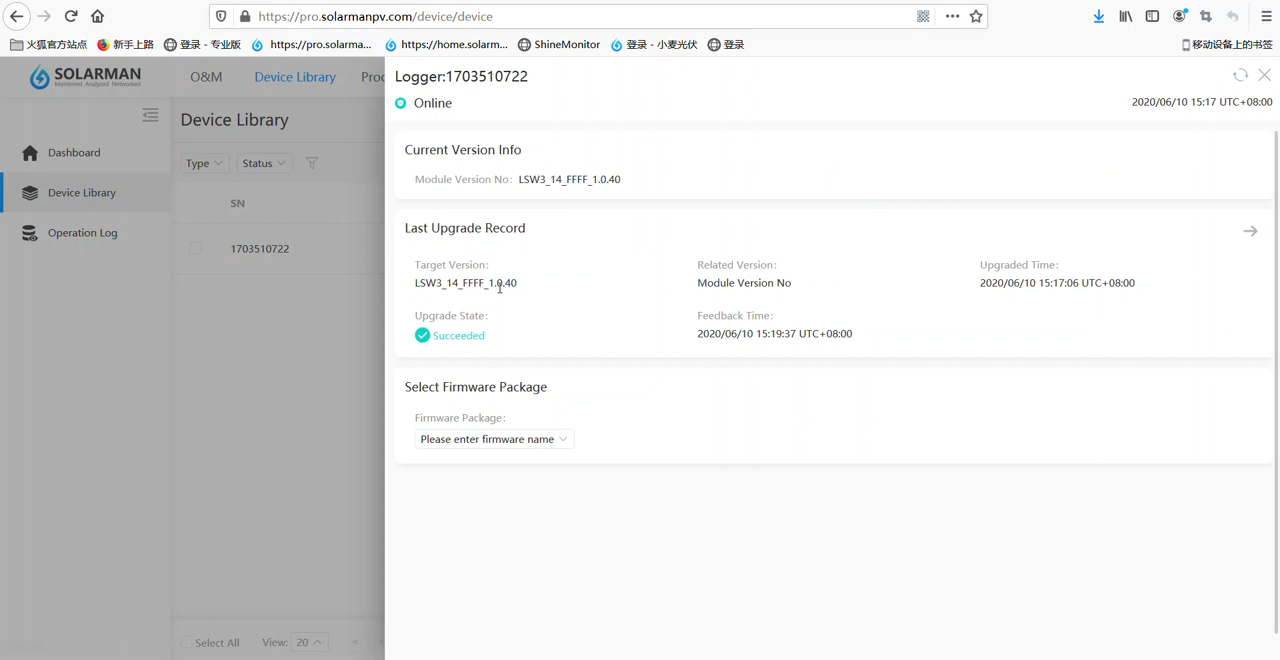 https://pro.solarmanpv.com/device/device
火狐官方站点 新手上路 登录 - 专业版 https://pro.solarma... https://home.solarm... ShineMonitor 登录 - 小麦光伏 登录 移动设备上的书签
SOLARMAN O&M Device Library Proc
Monitored. Analyzed. Networked.
Logger:1703510722
Online 2020/06/10 15:17 UTC+08:00
Device Library
Dashboard
Device Library
Operation Log
Type Status
SN
1703510722
Select All View: 20
Current Version Info
Module Version No: LSW3_14_FFFF_1.0.40
Last Upgrade Record
Target Version: Related Version: Upgraded Time:
LSW3_14_FFFF_1.0.40 Module Version No 2020/06/10 15:17:06 UTC+08:00
Upgrade State: Feedback Time:
Succeeded 2020/06/10 15:19:37 UTC+08:00
Select Firmware Package
Firmware Package:
Please enter firmware name